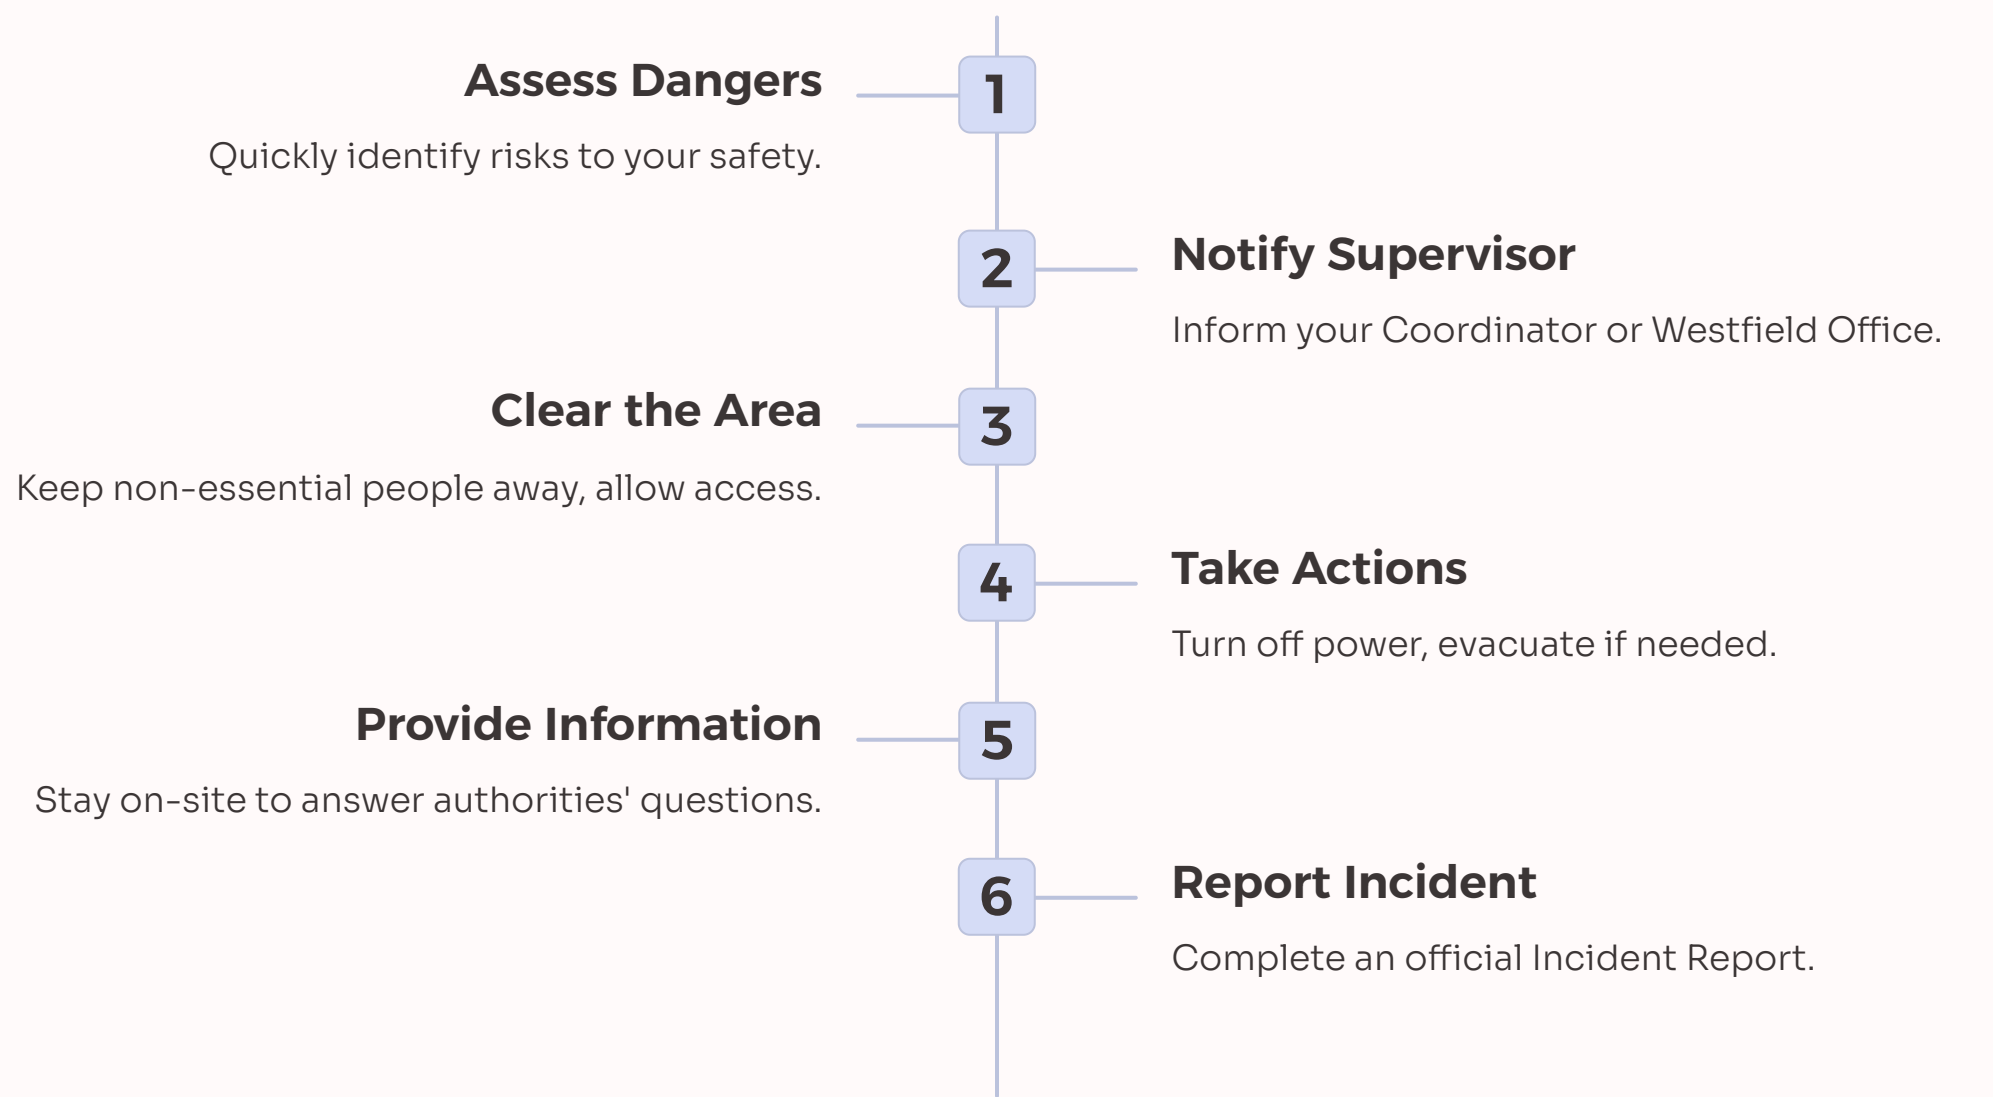 1
Assess Dangers
Quickly identify risks to your safety.
2
Notify Supervisor
Inform your Coordinator or Westfield Office.
3
Clear the Area
Keep non-essential people away, allow access.
4
Take Actions
Turn off power, evacuate if needed.
5
Provide Information
Stay on-site to answer authorities' questions.
6
Report Incident
Complete an official Incident Report.